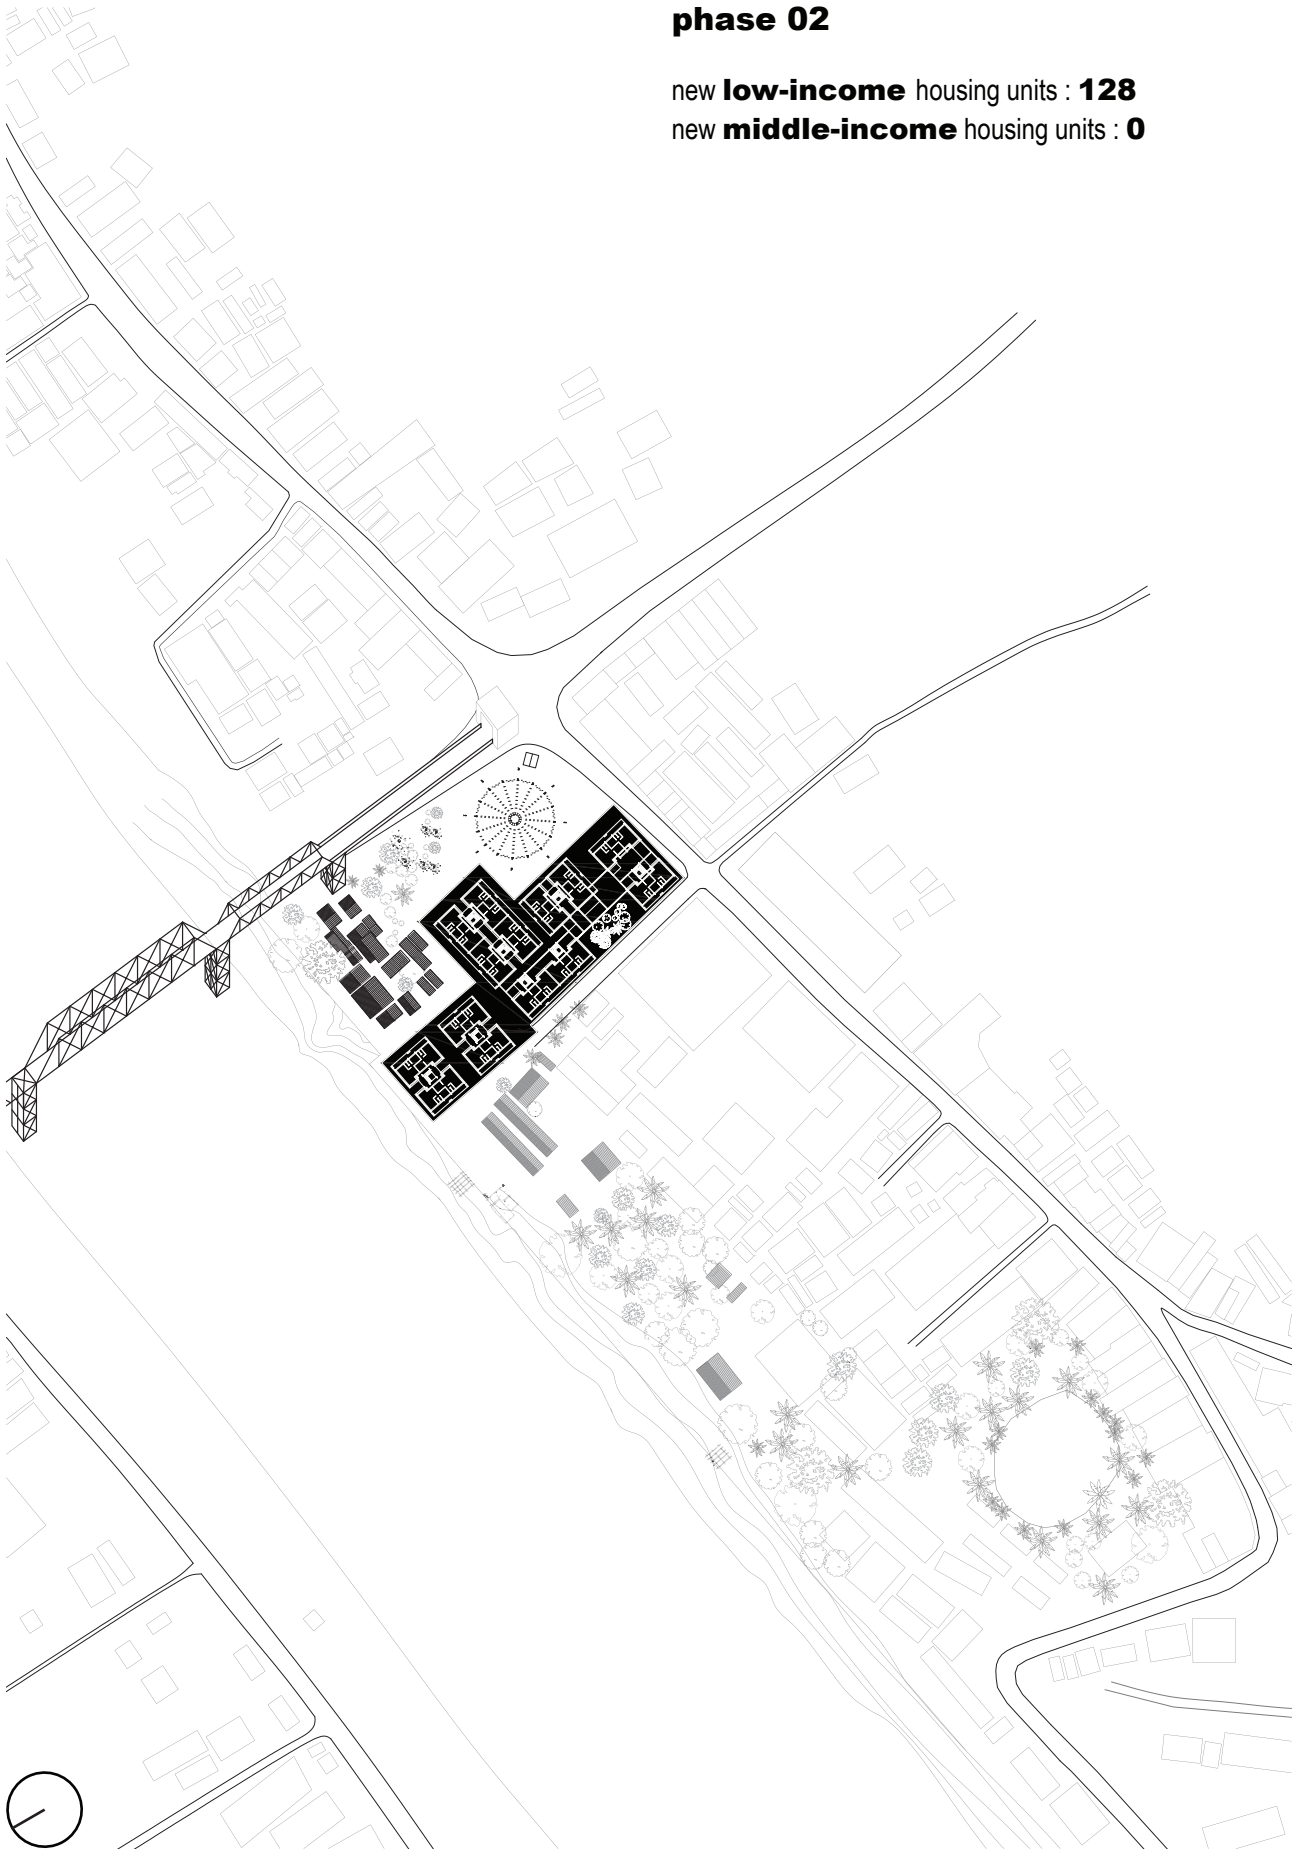 phase 02
new low-income housing units : 128
new middle-income housing units : 0